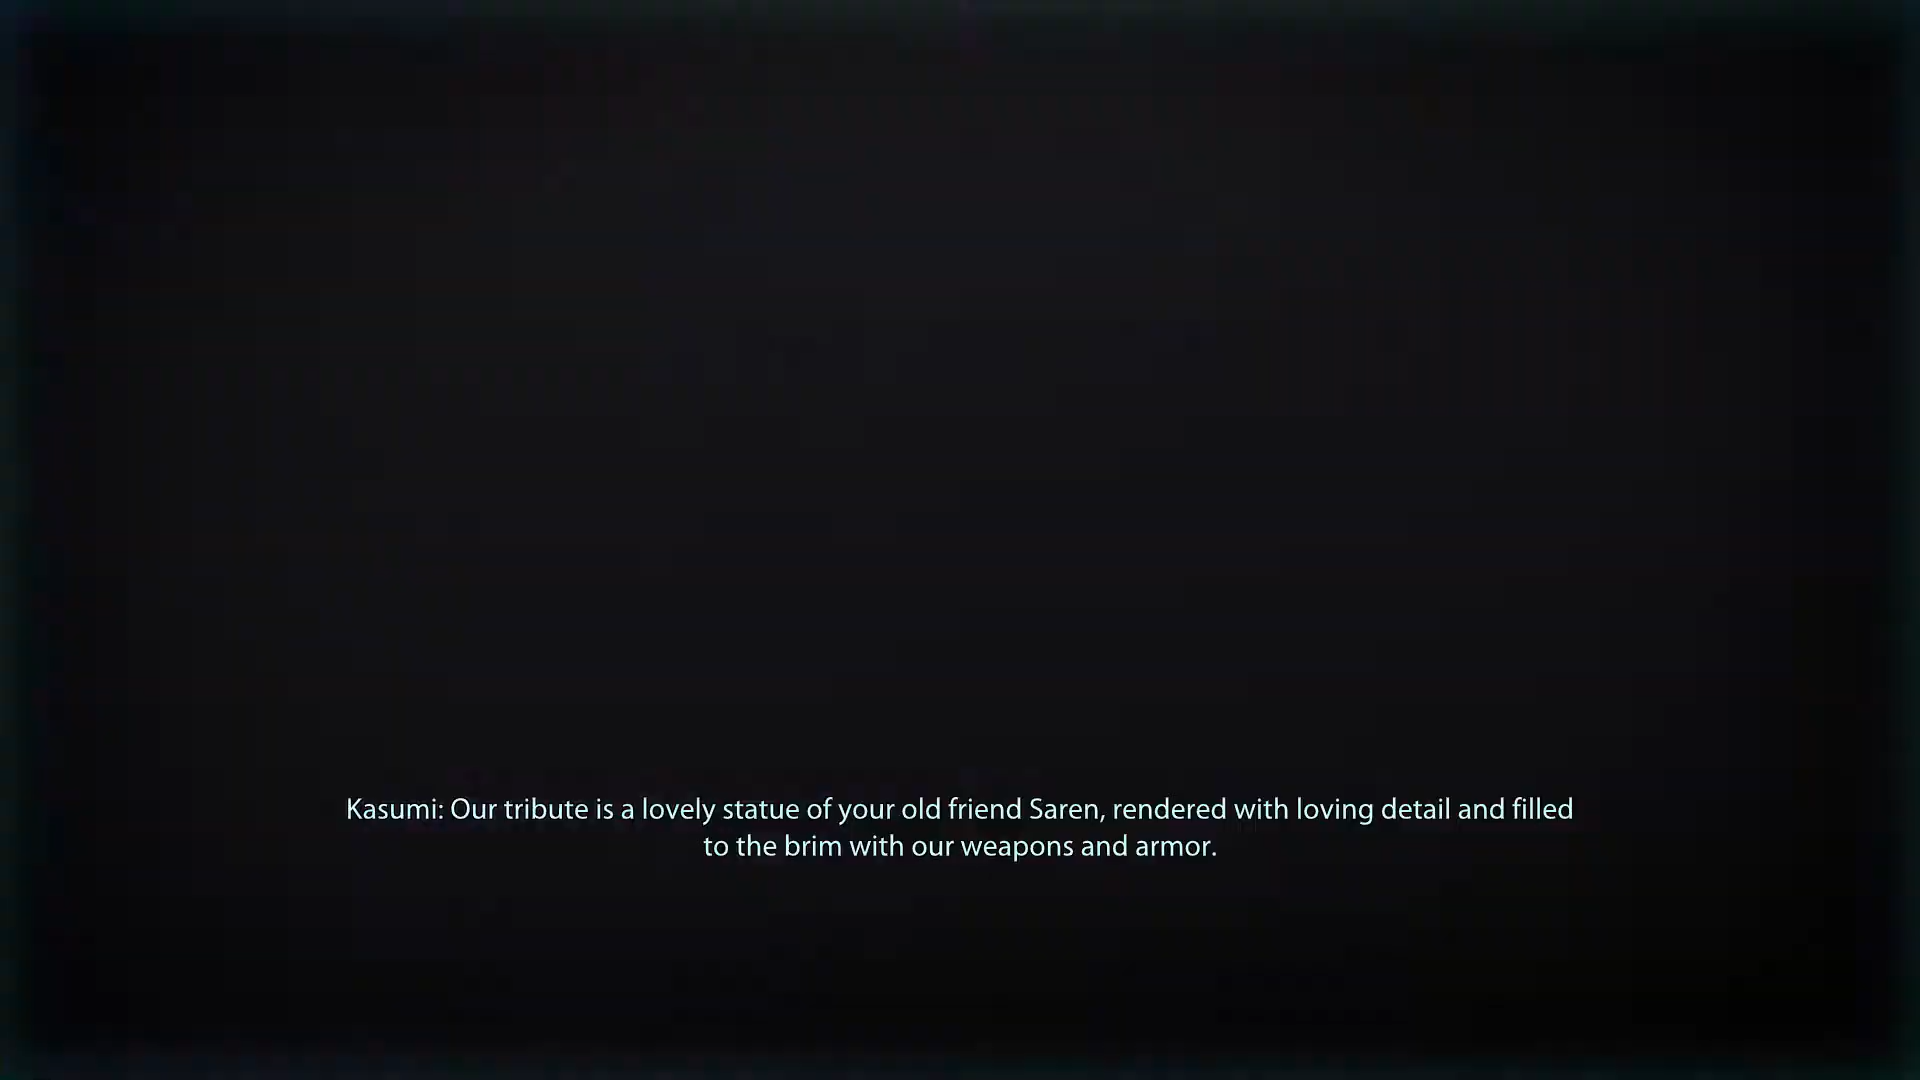 Kasumi: Our tribute is a lovely statue of your old friend Saren, rendered with loving detail and filled
to the brim with our weapons and armor.